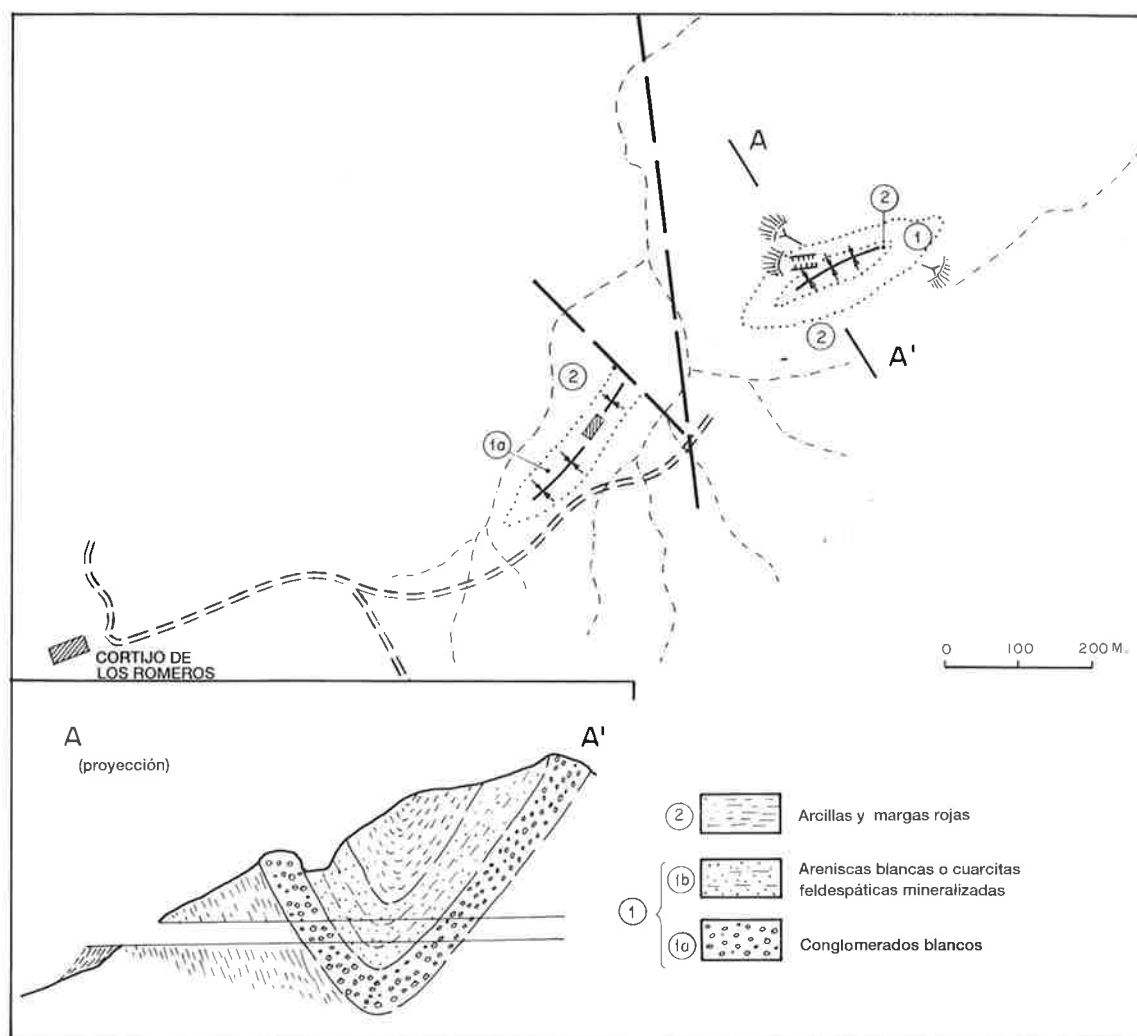 A
2
1
2
A'
2
1a
CORTIJO DE
LOS ROMEROS
0 100 200 M.
A
(proyección)
A'
2 Arcillas y margas rojas
1 1b Areniscas blancas o cuarcitas
feldespáticas mineralizadas
1a Conglomerados blancos